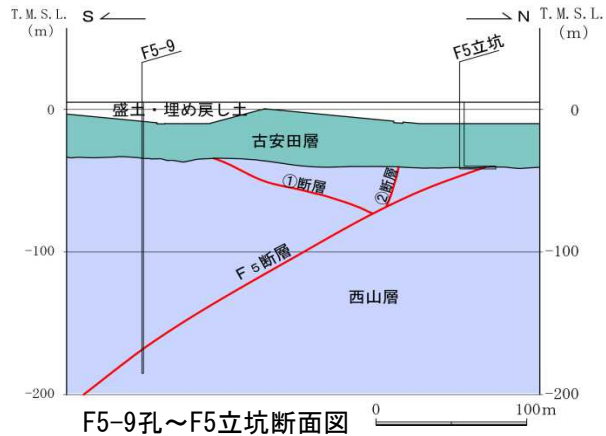 T.M.S.L.
(m)
S
N
T.M.S.L.
(m)
F5-9
F5立坑
0
0
盛土・埋め戻し土
古安田層
①断層
②断層
-100
-100
F5断層
西山層
-200
-200
F5-9孔～F5立坑断面図
0 100m